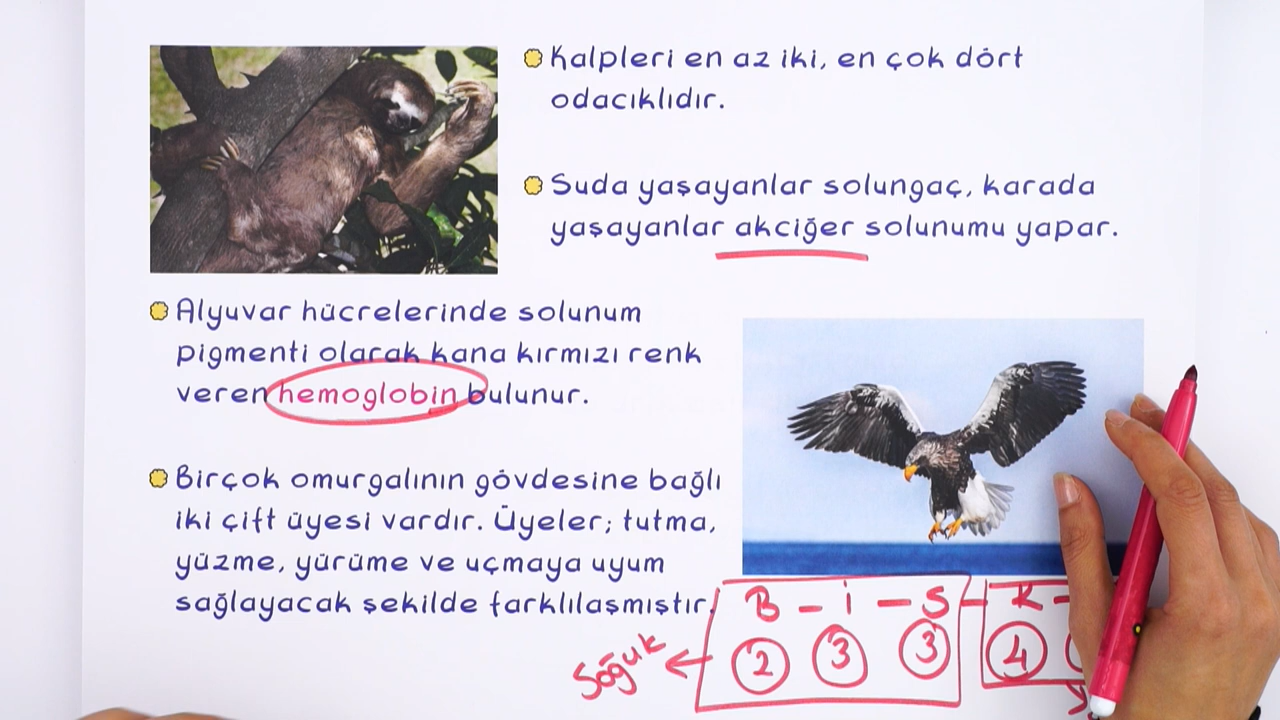 Kalpleri en az iki, en çok dört
odacıklıdır.
Suda yaşayanlar solungaç, karada
yaşayanlar akciğer solunumu yapar.
Alyuvar hücrelerinde solunum
pigmenti olarak kana kırmızı renk
veren hemoglobin bulunur.
Birçok omurgalının gövdesine bağlı
iki çift üyesi vardır. Üyeler; tutma,
yüzme, yürüme ve uçmaya uyum
sağlayacak şekilde farklılaşmıştır.
B - İ - S - K -
Soğuk ← 2 3 3 4